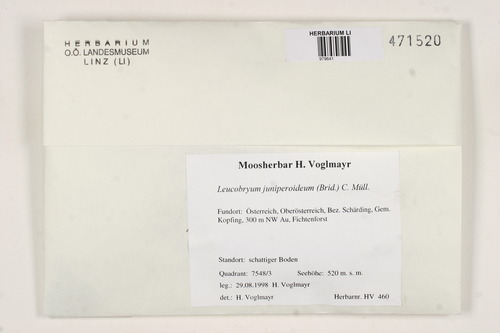 HERBARIUM
O.Ö. LANDESMUSEUM
LINZ (LI)
HERBARIUM LI
979841
471520
Moosherbar H. Voglmayr
Leucobryum juniperoideum (Brid.) C. Müll.
Fundort: Österreich, Oberösterreich, Bez. Schärding, Gem.
Kopfing, 300 m NW Au, Fichtenforst
Standort: schattiger Boden
Quadrant: 7548/3 Seehöhe: 520 m. s. m.
leg.: 29.08.1998 H. Voglmayr
det.: H. Voglmayr Herbarnr. HV 460